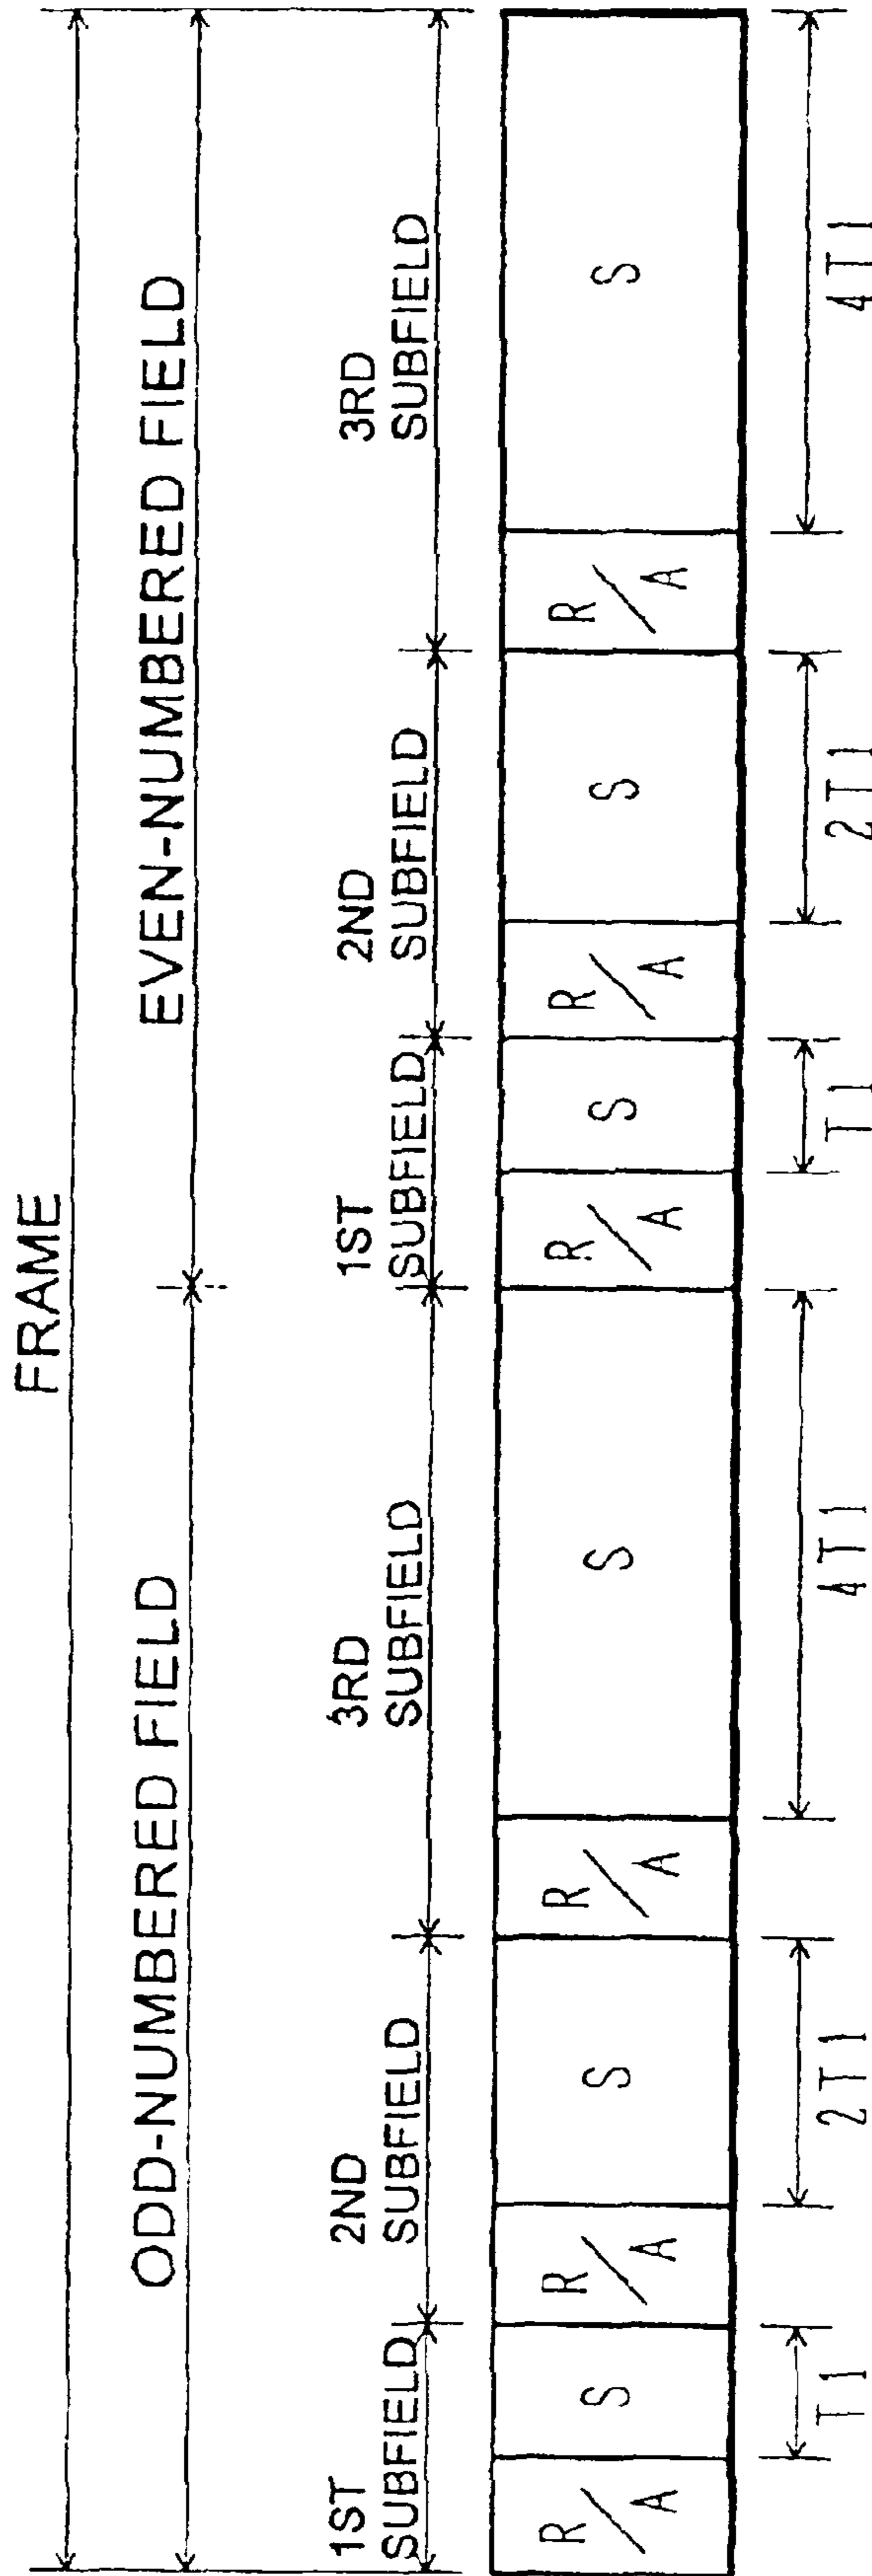 FRAME
ODD-NUMBERED FIELD
EVEN-NUMBERED FIELD
1ST
SUBFIELD
2ND
SUBFIELD
3RD
SUBFIELD
1ST
SUBFIELD
2ND
SUBFIELD
3RD
SUBFIELD
R/A
S
R/A
S
R/A
S
R/A
S
R/A
S
R/A
S
T1
2T1
4T1
T1
2T1
4T1